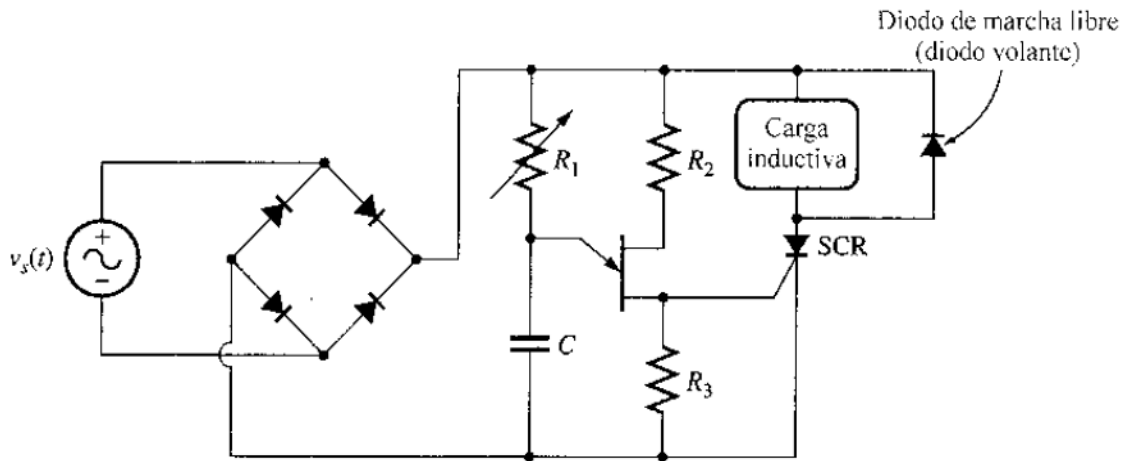 Diodo de marcha libre
(diodo volante)
Carga
inductiva
R₁
R₂
SCR
+
vₛ(t)
−
C
R₃